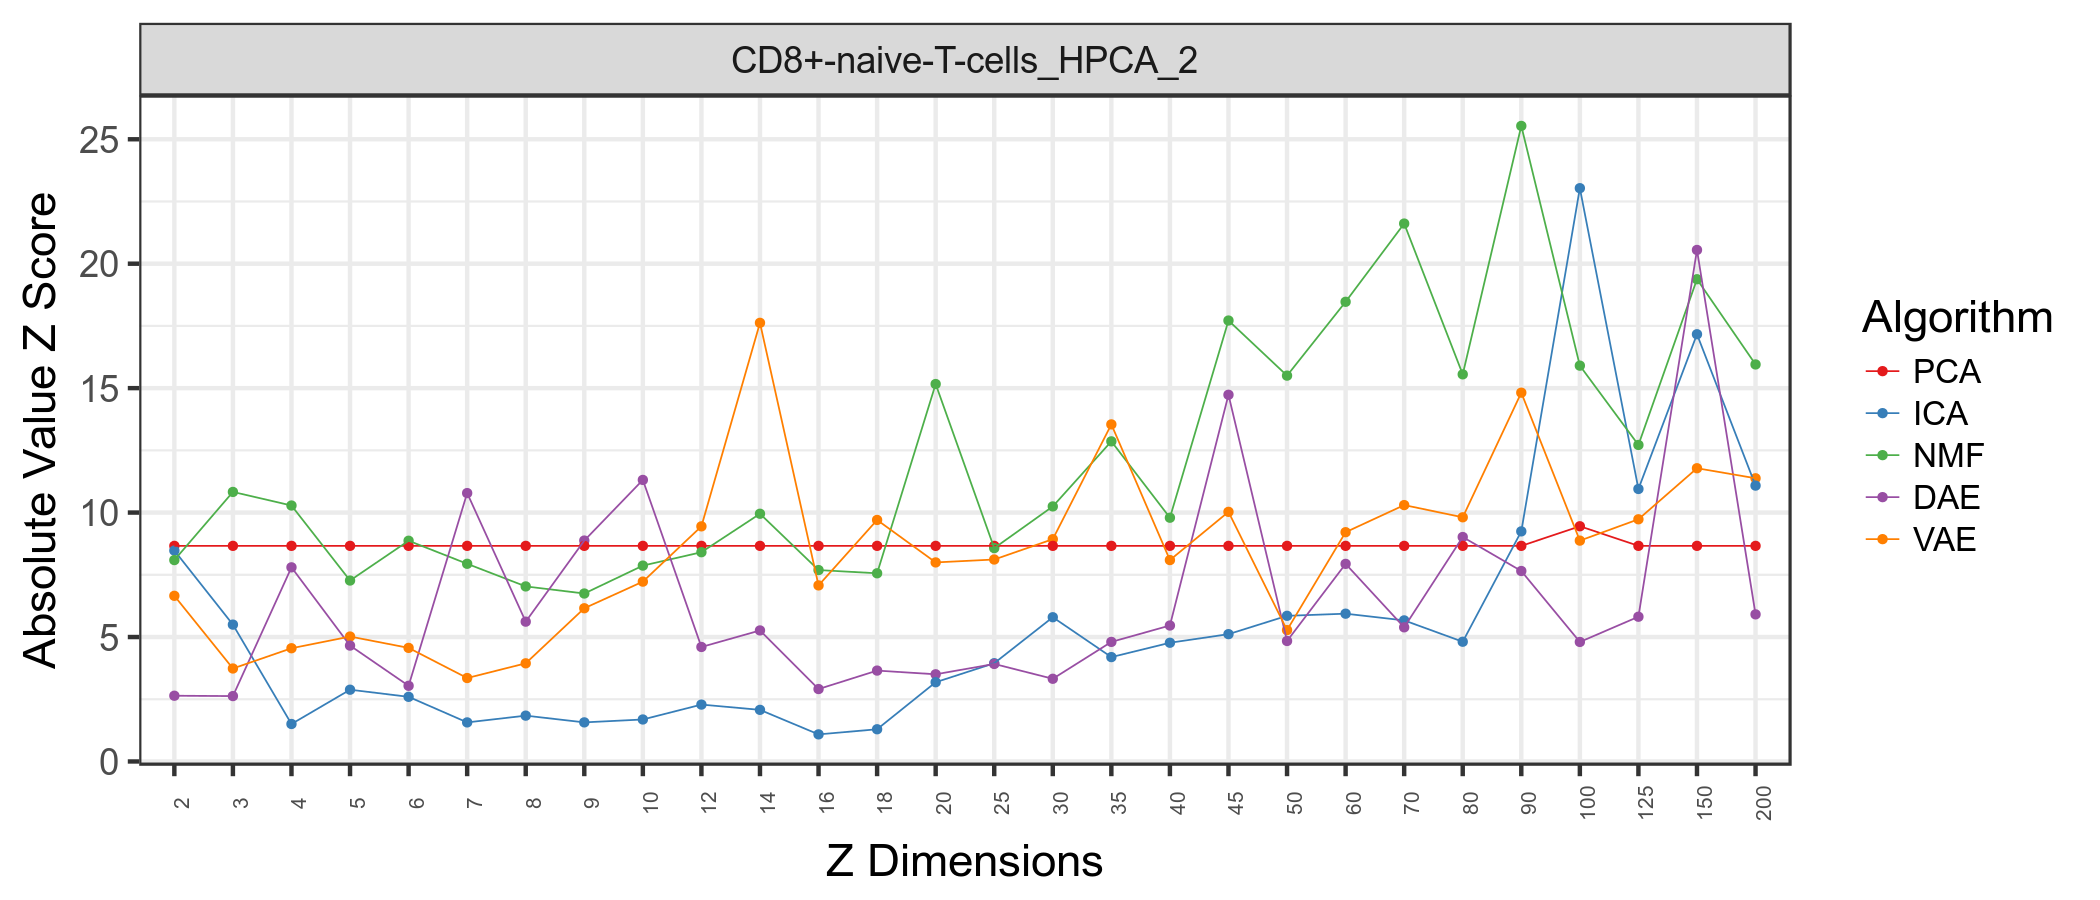 CD8+-naive-T-cells_HPCA_2
Absolute Value Z Score
25
20
15
10
5
0
2 3 4 5 6 7 8 9 10 12 14 16 18 20 25 30 35 40 45 50 60 70 80 90 100 125 150 200
Z Dimensions
Algorithm
PCA
ICA
NMF
DAE
VAE